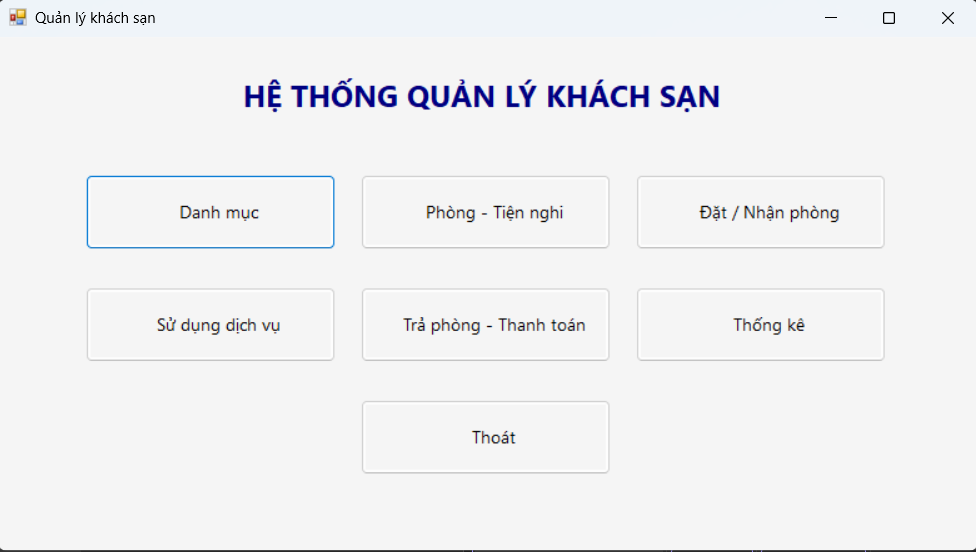 Quản lý khách sạn
HỆ THỐNG QUẢN LÝ KHÁCH SẠN
Danh mục
Phòng - Tiện nghi
Đặt / Nhận phòng
Sử dụng dịch vụ
Trả phòng - Thanh toán
Thống kê
Thoát